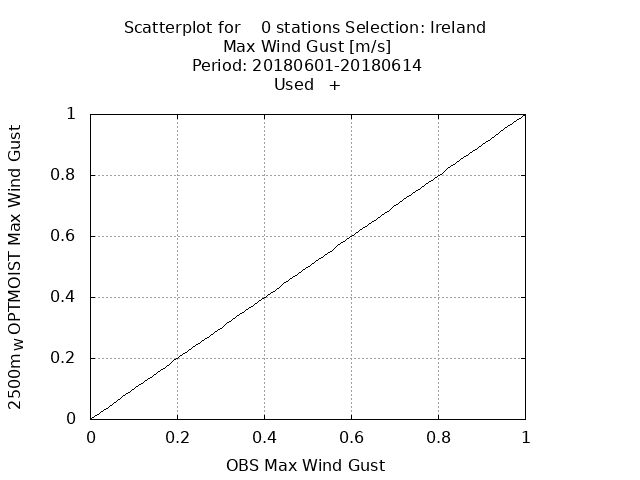 Scatterplot for    0 stations Selection: Ireland
Max Wind Gust [m/s]
Period: 20180601-20180614
Used   +
1
0.8
0.6
0.4
0.2
0
0 0.2 0.4 0.6 0.8 1
2500mWOPTMOIST Max Wind Gust
OBS Max Wind Gust